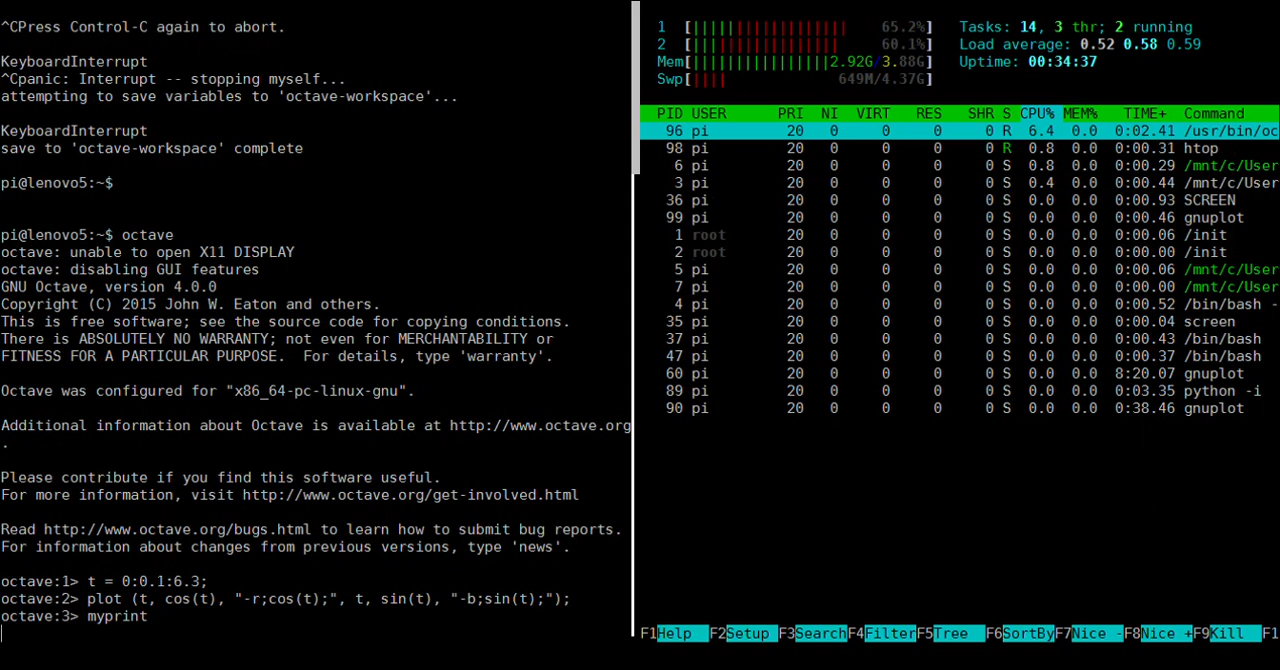 ^CPress Control-C again to abort.
KeyboardInterrupt
^Cpanic: Interrupt -- stopping myself...
attempting to save variables to 'octave-workspace'...
KeyboardInterrupt
save to 'octave-workspace' complete
pi@lenovo5:~$
pi@lenovo5:~$ octave
octave: unable to open X11 DISPLAY
octave: disabling GUI features
GNU Octave, version 4.0.0
Copyright (C) 2015 John W. Eaton and others.
This is free software; see the source code for copying conditions.
There is ABSOLUTELY NO WARRANTY; not even for MERCHANTABILITY or
FITNESS FOR A PARTICULAR PURPOSE.  For details, type 'warranty'.
Octave was configured for "x86_64-pc-linux-gnu".
Additional information about Octave is available at http://www.octave.org
.
Please contribute if you find this software useful.
For more information, visit http://www.octave.org/get-involved.html
Read http://www.octave.org/bugs.html to learn how to submit bug reports.
For information about changes from previous versions, type 'news'.
octave:1> t = 0:0.1:6.3;
octave:2> plot (t, cos(t), "-r;cos(t);", t, sin(t), "-b;sin(t);");
octave:3> myprint
1 [||||||||||||||||||  65.2%] Tasks: 14, 3 thr; 2 running
2 [|||||||||||||||||  60.1%] Load average: 0.52 0.58 0.59
Mem[||||||||||||||||2.92G/3.88G] Uptime: 00:34:37
Swp[||||  649M/4.37G]
PID USER PRI NI VIRT RES SHR S CPU% MEM% TIME+ Command
96 pi 20 0 0 0 0 R 6.4 0.0 0:02.41 /usr/bin/oc
98 pi 20 0 0 0 0 R 0.8 0.0 0:00.31 htop
6 pi 20 0 0 0 0 S 0.8 0.0 0:00.29 /mnt/c/User
3 pi 20 0 0 0 0 S 0.4 0.0 0:00.44 /mnt/c/User
36 pi 20 0 0 0 0 S 0.0 0.0 0:00.93 SCREEN
99 pi 20 0 0 0 0 S 0.0 0.0 0:00.46 gnuplot
1 root 20 0 0 0 0 S 0.0 0.0 0:00.06 /init
2 root 20 0 0 0 0 S 0.0 0.0 0:00.00 /init
5 pi 20 0 0 0 0 S 0.0 0.0 0:00.06 /mnt/c/User
7 pi 20 0 0 0 0 S 0.0 0.0 0:00.00 /mnt/c/User
4 pi 20 0 0 0 0 S 0.0 0.0 0:00.52 /bin/bash -
35 pi 20 0 0 0 0 S 0.0 0.0 0:00.04 screen
37 pi 20 0 0 0 0 S 0.0 0.0 0:00.43 /bin/bash
47 pi 20 0 0 0 0 S 0.0 0.0 0:00.37 /bin/bash
60 pi 20 0 0 0 0 S 0.0 0.0 8:20.07 gnuplot
89 pi 20 0 0 0 0 S 0.0 0.0 0:03.35 python -i
90 pi 20 0 0 0 0 S 0.0 0.0 0:38.46 gnuplot
F1Help F2Setup F3SearchF4FilterF5Tree F6SortByF7Nice -F8Nice +F9Kill F1